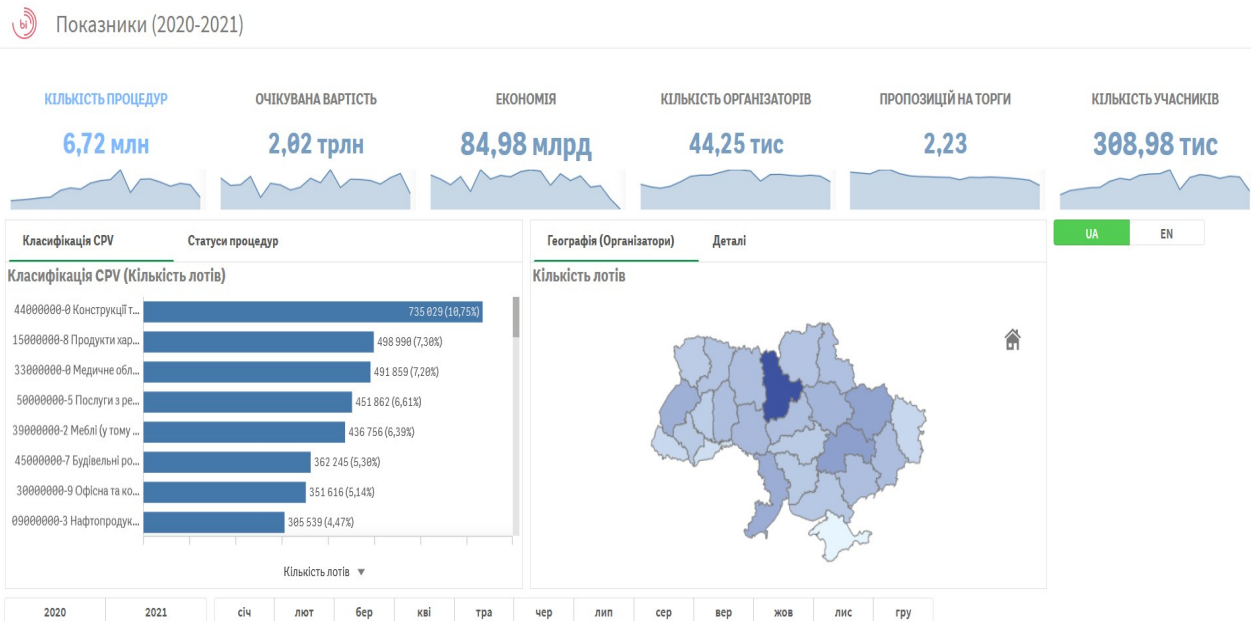 bi
Показники (2020-2021)
КІЛЬКІСТЬ ПРОЦЕДУР
6,72 млн
ОЧІКУВАНА ВАРТІСТЬ
2,02 трлн
ЕКОНОМІЯ
84,98 млрд
КІЛЬКІСТЬ ОРГАНІЗАТОРІВ
44,25 тис
ПРОПОЗИЦІЙ НА ТОРГИ
2,23
КІЛЬКІСТЬ УЧАСНИКІВ
308,98 тис
Класифікація CPV
Статуси процедур
Класифікація CPV (Кількість лотів)
44000000-0 Конструкції т...
735 029 (10,75%)
15000000-8 Продукти хар...
498 990 (7,30%)
33000000-0 Медичне обл...
491 859 (7,20%)
50000000-5 Послуги з ре...
451 862 (6,61%)
39000000-2 Меблі (у тому ...
436 756 (6,39%)
45000000-7 Будівельні ро...
362 245 (5,30%)
30000000-9 Офісна та ко...
351 616 (5,14%)
09000000-3 Нафтопродук...
305 539 (4,47%)
Кількість лотів ▼
Географія (Організатори)
Деталі
Кількість лотів
UA
EN
2020
2021
січ
лют
бер
кві
тра
чер
лип
сер
вер
жов
лис
гру